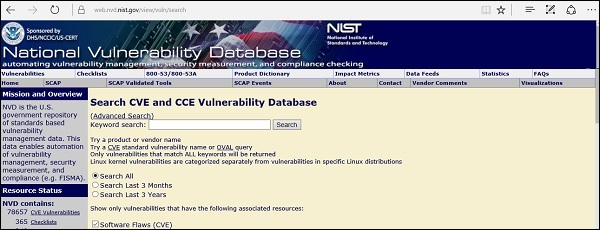 web.nvd.nist.gov/view/vuln/search
Sponsored by
DHS/NCCIC/US-CERT
NIST
National Institute of
Standards and Technology
National Vulnerability Database
automating vulnerability management, security measurement, and compliance checking
Vulnerabilities Checklists 800-53/800-53A Product Dictionary Impact Metrics Data Feeds Statistics FAQs
Home SCAP SCAP Validated Tools SCAP Events About Contact Vendor Comments Visualizations
Mission and Overview
NVD is the U.S.
government repository
of standards based
vulnerability
management data. This
data enables automation
of vulnerability
management, security
measurement, and
compliance (e.g. FISMA).
Resource Status
NVD contains:
78657 CVE Vulnerabilities
365 Checklists
Search CVE and CCE Vulnerability Database
(Advanced Search)
Keyword search: Search
Try a product or vendor name
Try a CVE standard vulnerability name or OVAL query
Only vulnerabilities that match ALL keywords will be returned
Linux kernel vulnerabilities are categorized separately from vulnerabilities in specific Linux distributions
Search All
Search Last 3 Months
Search Last 3 Years
Show only vulnerabilities that have the following associated resources:
Software Flaws (CVE)